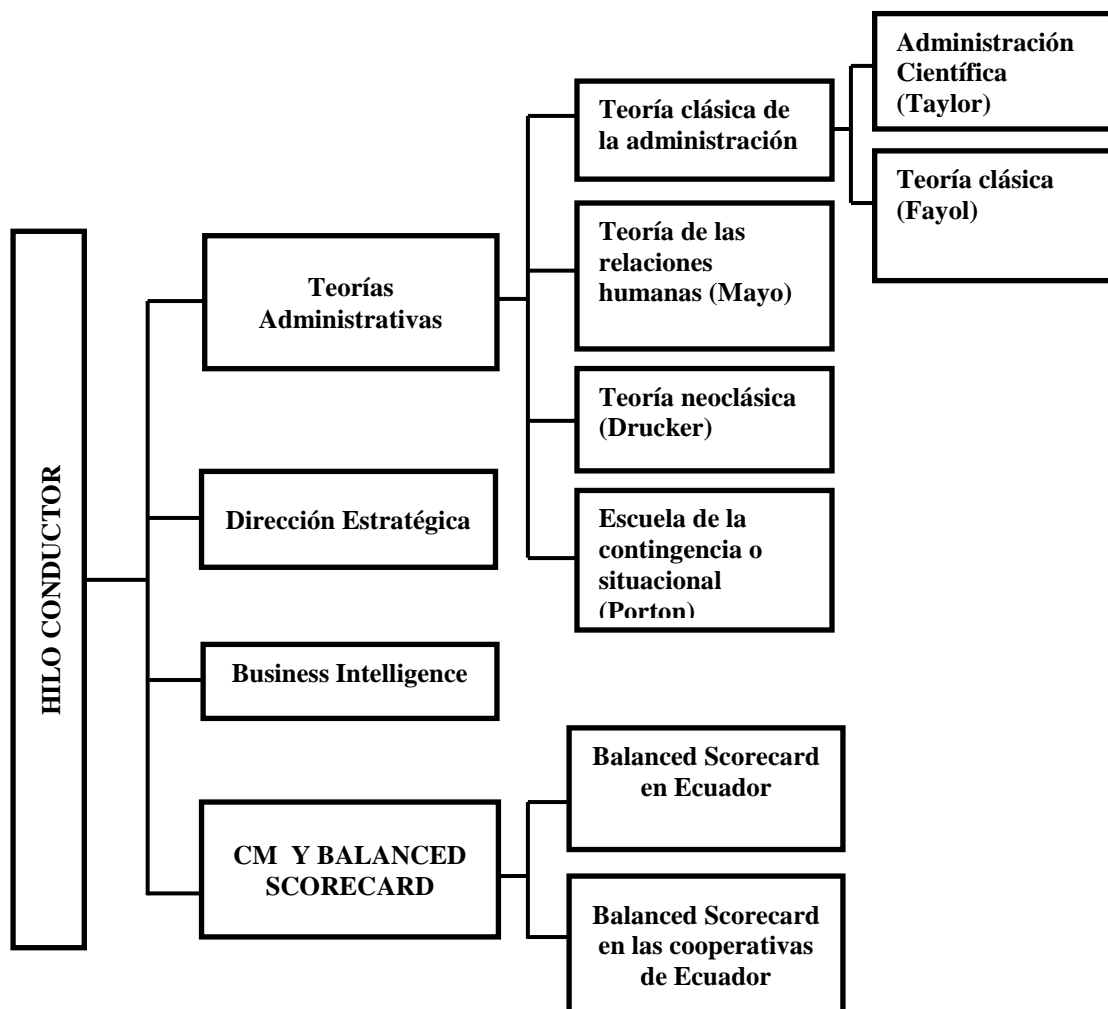 HILO CONDUCTOR
Teorías
Administrativas
Teoría clásica de
la administración
Administración
Científica
(Taylor)
Teoría clásica
(Fayol)
Teoría de las
relaciones
humanas (Mayo)
Teoría neoclásica
(Drucker)
Escuela de la
contingencia o
situacional
(Porton)
Dirección Estratégica
Business Intelligence
CM Y BALANCED
SCORECARD
Balanced Scorecard
en Ecuador
Balanced Scorecard
en las cooperativas
de Ecuador